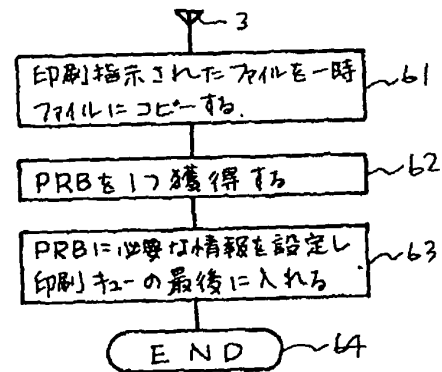 3
印刷指示されたファイルを一時
ファイルにコピーする.
61
PRBを1つ獲得する
62
PRBに必要な情報を設定し
印刷キューの最後に入れる.
63
END
64